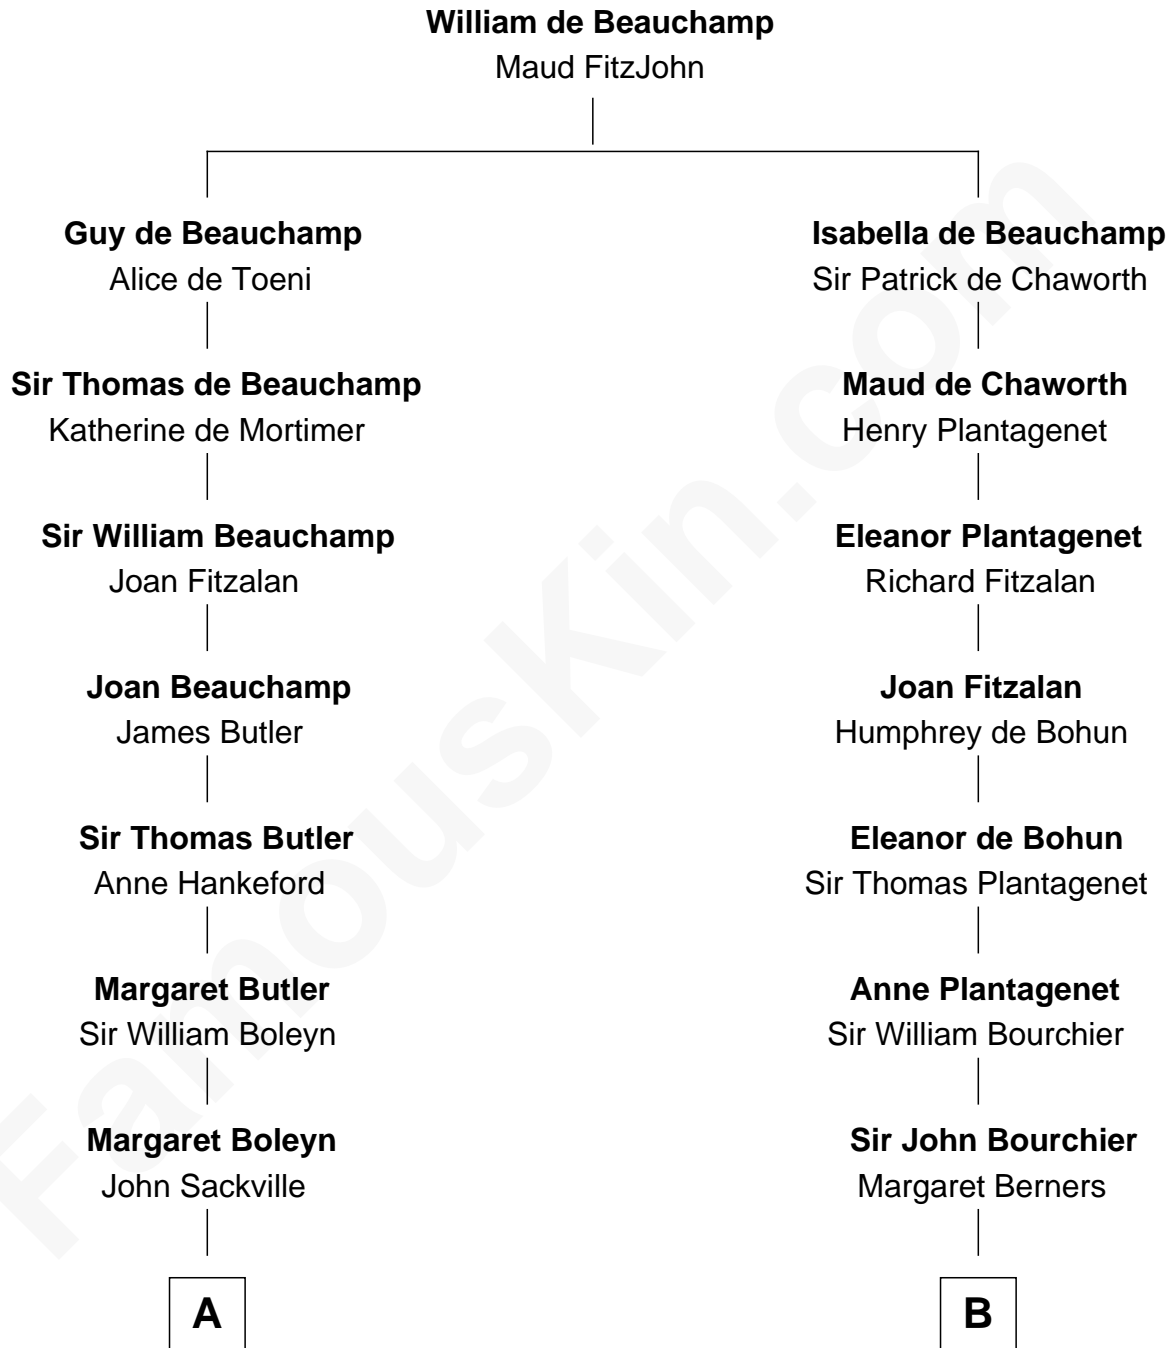 William de Beauchamp
Maud FitzJohn
Guy de Beauchamp
Alice de Toeni
Isabella de Beauchamp
Sir Patrick de Chaworth
Sir Thomas de Beauchamp
Katherine de Mortimer
Maud de Chaworth
Henry Plantagenet
Sir William Beauchamp
Joan Fitzalan
Eleanor Plantagenet
Richard Fitzalan
Joan Beauchamp
James Butler
Joan Fitzalan
Humphrey de Bohun
Sir Thomas Butler
Anne Hankeford
Eleanor de Bohun
Sir Thomas Plantagenet
Margaret Butler
Sir William Boleyn
Anne Plantagenet
Sir William Bourchier
Margaret Boleyn
John Sackville
Sir John Bourchier
Margaret Berners
A
B
FamousKin.com